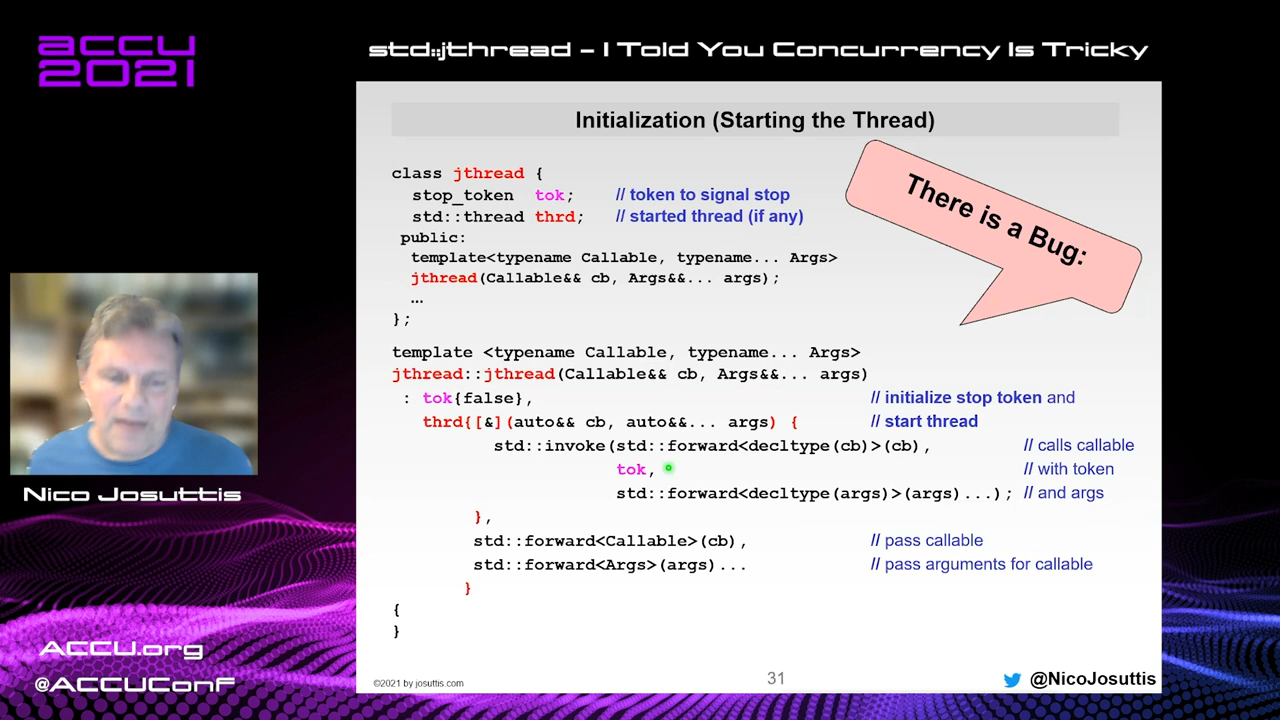 accu
2021
std::jthread – I Told You Concurrency Is Tricky
Initialization (Starting the Thread)
There is a Bug:
class jthread {
stop_token tok; // token to signal stop
std::thread thrd; // started thread (if any)
public:
template<typename Callable, typename... Args>
jthread(Callable&& cb, Args&&... args);
...
};
template <typename Callable, typename... Args>
jthread::jthread(Callable&& cb, Args&&... args)
: tok{false}, // initialize stop token and
thrd{[&](auto&& cb, auto&&... args) { // start thread
std::invoke(std::forward<decltype(cb)>(cb), // calls callable
tok, // with token
std::forward<decltype(args)>(args)...); // and args
},
std::forward<Callable>(cb), // pass callable
std::forward<Args>(args)... // pass arguments for callable
}
{
}
©2021 by josuttis.com
31
@NicoJosuttis
Nico Josuttis
ACCU.org
@ACCUConf